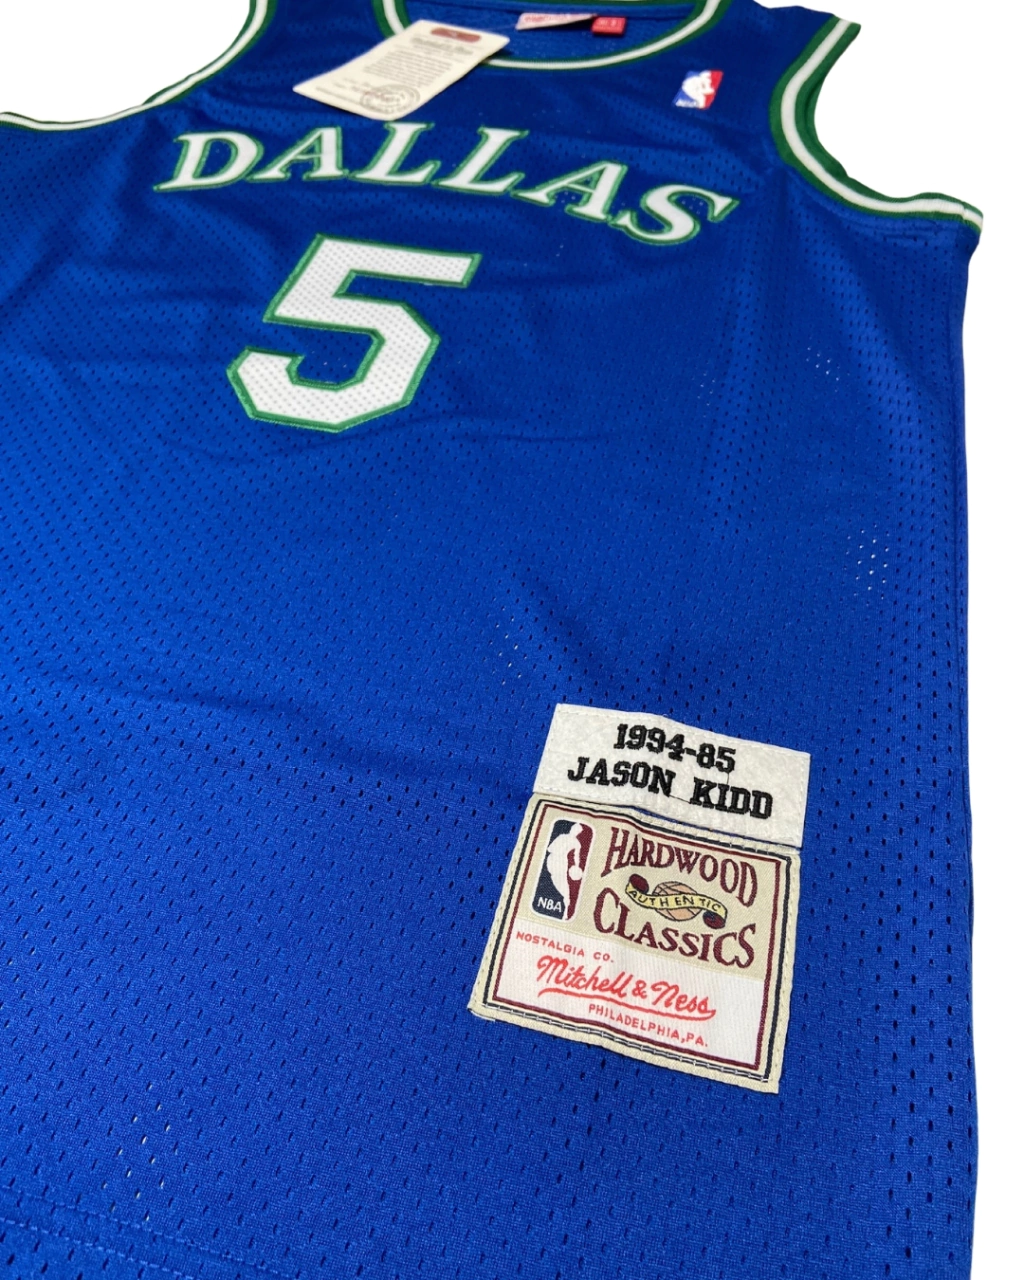 DALLAS
5
1994-85
JASON KIDD
NBA
HARDWOOD
AUTHENTIC
CLASSICS
NOSTALGIA CO.
Mitchell & Ness
PHILADELPHIA, PA.